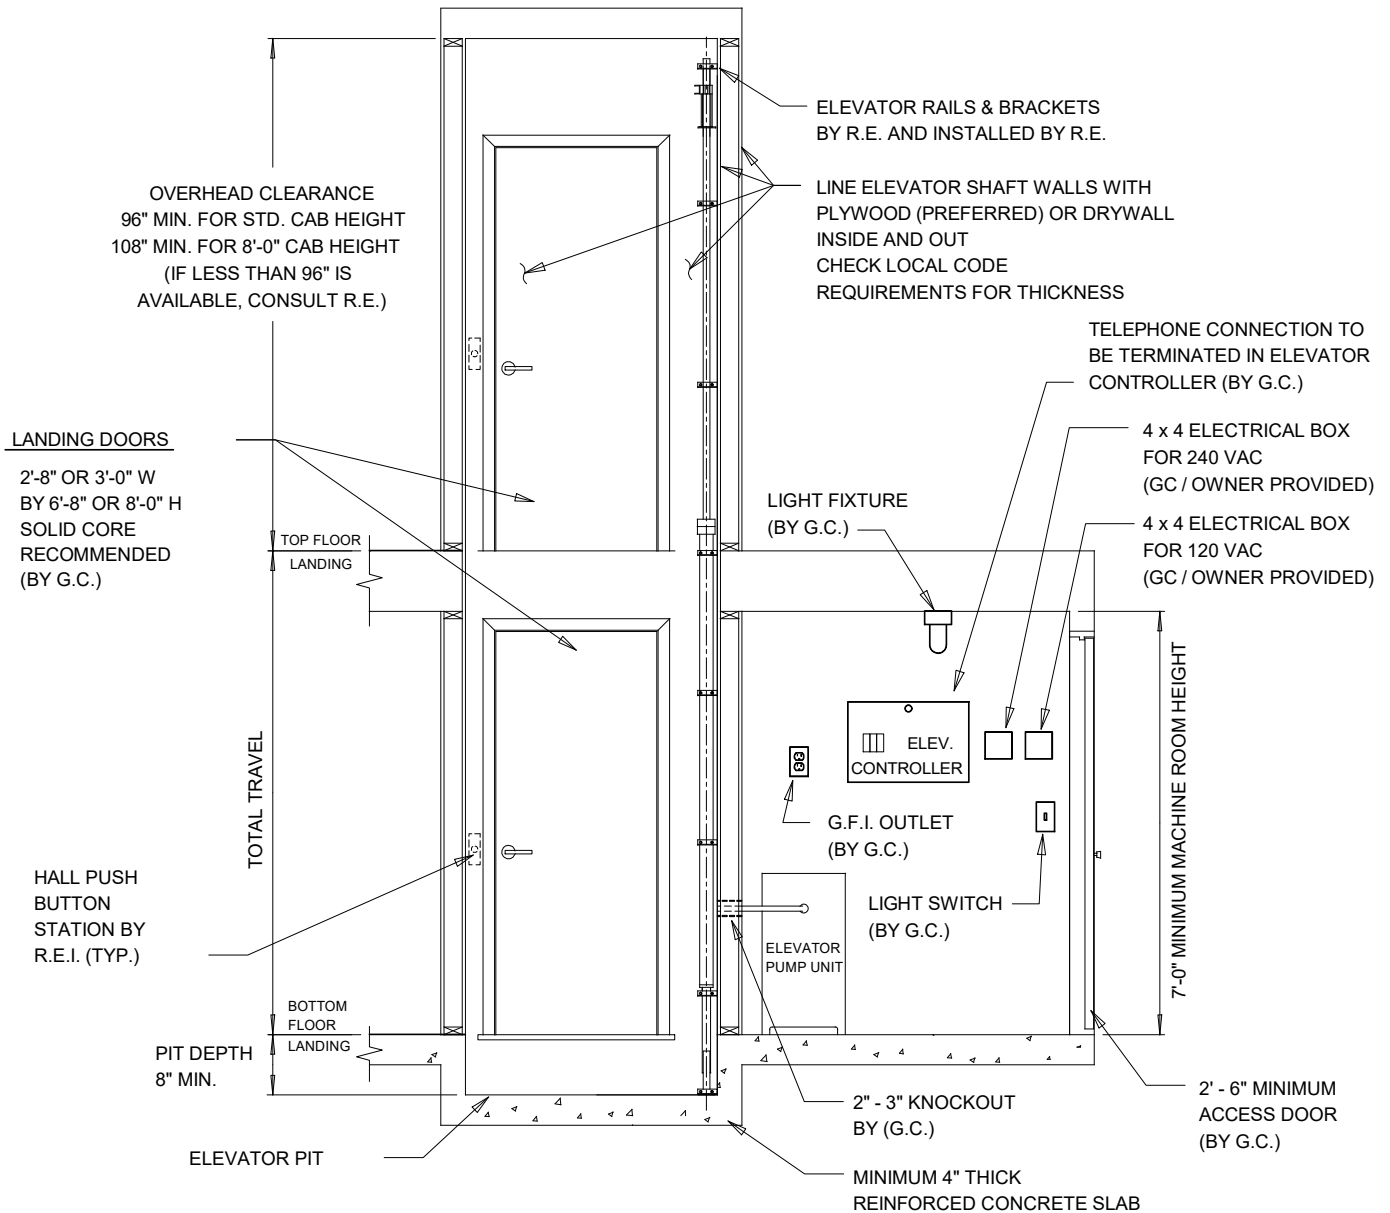 ELEVATOR RAILS & BRACKETS
BY R.E. AND INSTALLED BY R.E.
OVERHEAD CLEARANCE
96" MIN. FOR STD. CAB HEIGHT
108" MIN. FOR 8'-0" CAB HEIGHT
(IF LESS THAN 96" IS
AVAILABLE, CONSULT R.E.)
LINE ELEVATOR SHAFT WALLS WITH
PLYWOOD (PREFERRED) OR DRYWALL
INSIDE AND OUT
CHECK LOCAL CODE
REQUIREMENTS FOR THICKNESS
TELEPHONE CONNECTION TO
BE TERMINATED IN ELEVATOR
CONTROLLER (BY G.C.)
LANDING DOORS
2'-8" OR 3'-0" W
BY 6'-8" OR 8'-0" H
SOLID CORE
RECOMMENDED
(BY G.C.)
4 x 4 ELECTRICAL BOX
FOR 240 VAC
(GC / OWNER PROVIDED)
LIGHT FIXTURE
(BY G.C.)
4 x 4 ELECTRICAL BOX
FOR 120 VAC
(GC / OWNER PROVIDED)
TOP FLOOR
LANDING
TOTAL TRAVEL
7'-0" MINIMUM MACHINE ROOM HEIGHT
ELEV.
CONTROLLER
G.F.I. OUTLET
(BY G.C.)
HALL PUSH
BUTTON
STATION BY
R.E.I. (TYP.)
LIGHT SWITCH
(BY G.C.)
ELEVATOR
PUMP UNIT
BOTTOM
FLOOR
LANDING
PIT DEPTH
8" MIN.
2" - 3" KNOCKOUT
BY (G.C.)
2' - 6" MINIMUM
ACCESS DOOR
(BY G.C.)
ELEVATOR PIT
MINIMUM 4" THICK
REINFORCED CONCRETE SLAB